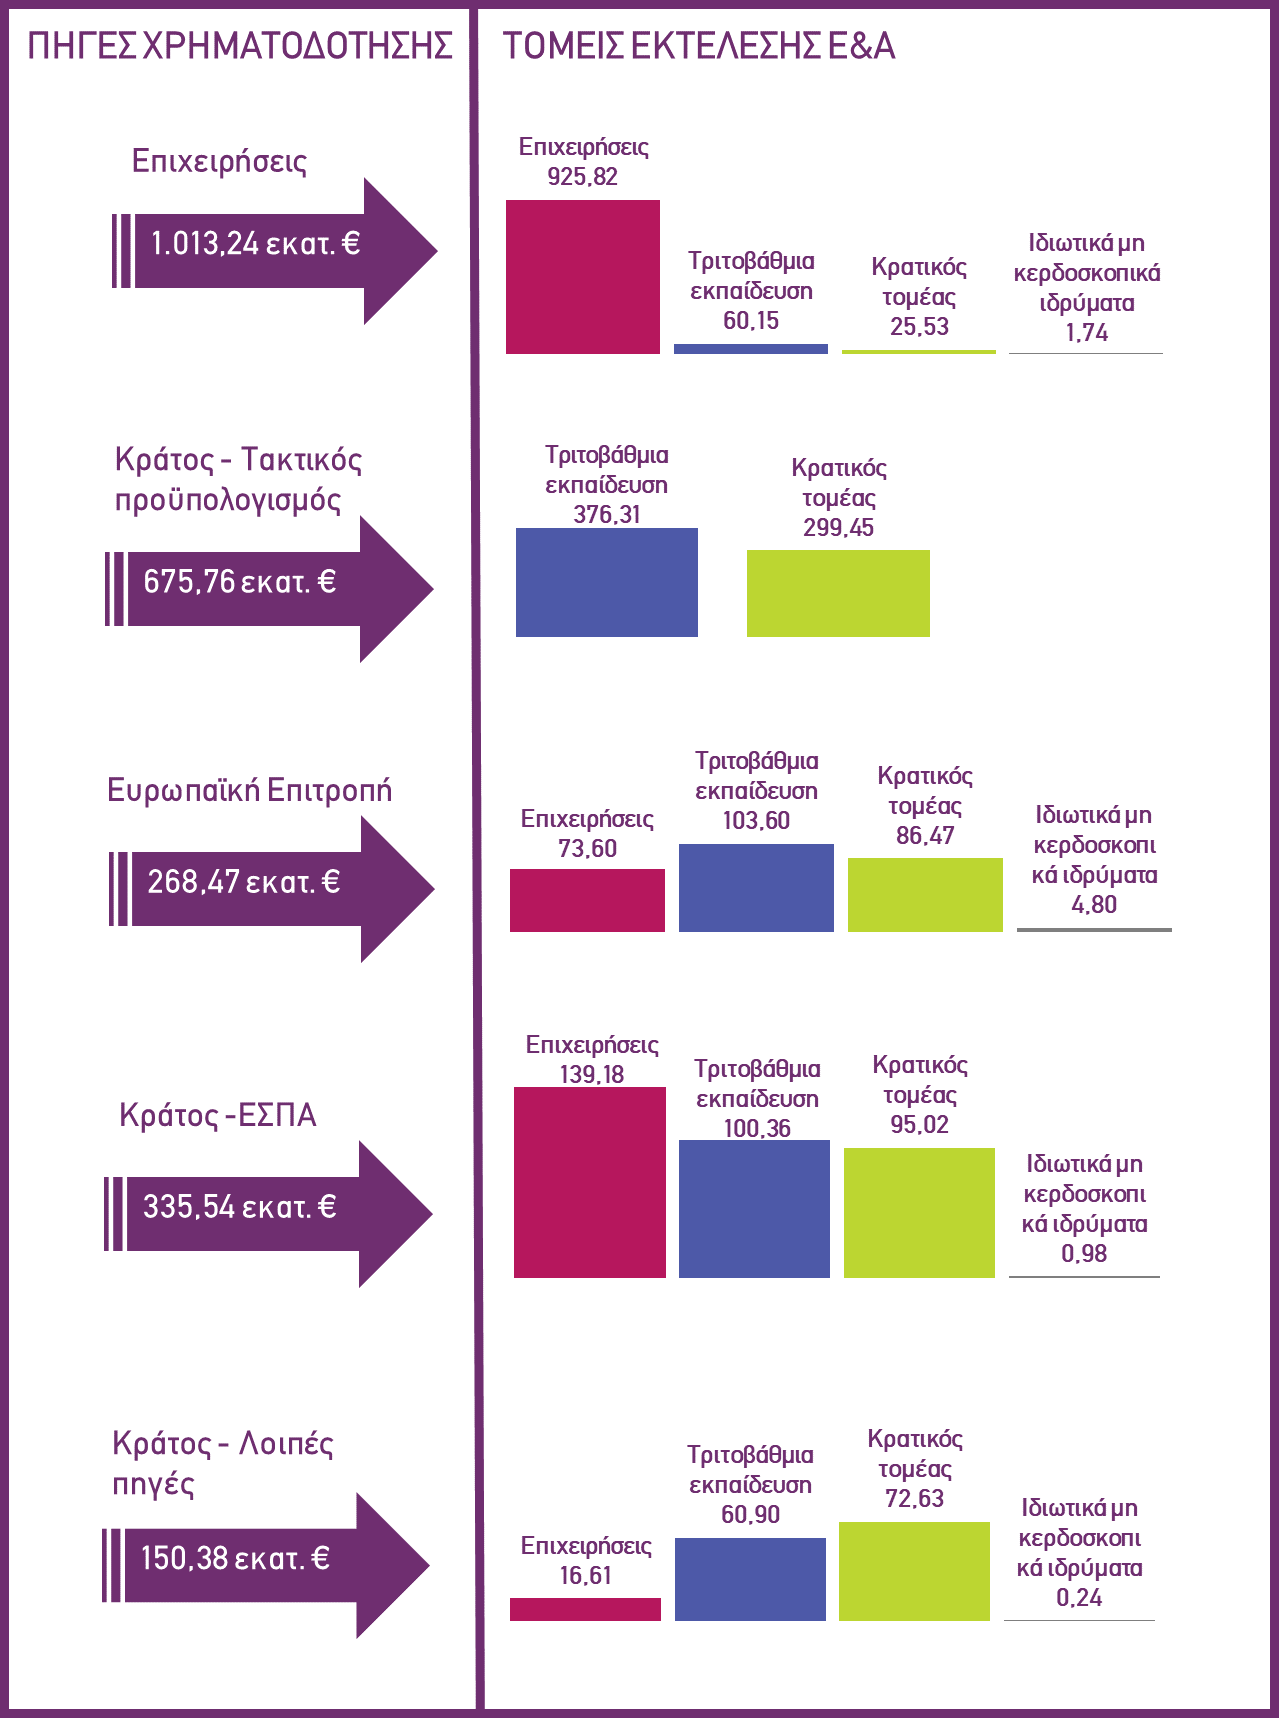 ΠΗΓΕΣ ΧΡΗΜΑΤΟΔΟΤΗΣΗΣ
ΤΟΜΕΙΣ ΕΚΤΕΛΕΣΗΣ Ε&Α
Επιχειρήσεις
1.013,24 εκατ. €
Επιχειρήσεις
925,82
Τριτοβάθμια
εκπαίδευση
60,15
Κρατικός
τομέας
25,53
Ιδιωτικά μη
κερδοσκοπικά
ιδρύματα
1,74
Κράτος - Τακτικός
προϋπολογισμός
675,76 εκατ. €
Τριτοβάθμια
εκπαίδευση
376,31
Κρατικός
τομέας
299,45
Ευρωπαϊκή Επιτροπή
268,47 εκατ. €
Επιχειρήσεις
73,60
Τριτοβάθμια
εκπαίδευση
103,60
Κρατικός
τομέας
86,47
Ιδιωτικά μη
κερδοσκοπι
κά ιδρύματα
4,80
Κράτος -ΕΣΠΑ
335,54 εκατ. €
Επιχειρήσεις
139,18
Τριτοβάθμια
εκπαίδευση
100,36
Κρατικός
τομέας
95,02
Ιδιωτικά μη
κερδοσκοπι
κά ιδρύματα
0,98
Κράτος - Λοιπές
πηγές
150,38 εκατ. €
Επιχειρήσεις
16,61
Τριτοβάθμια
εκπαίδευση
60,90
Κρατικός
τομέας
72,63
Ιδιωτικά μη
κερδοσκοπι
κά ιδρύματα
0,24